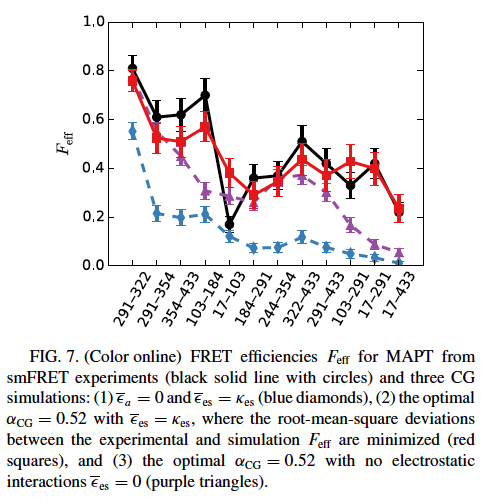 1.0
0.8
0.6
0.4
0.2
0.0
F_eff
291–322
291–354
354–433
103–184
17–103
184–291
244–354
322–433
291–433
103–291
17–291
17–433
FIG. 7. (Color online) FRET efficiencies F_eff for MAPT from
smFRET experiments (black solid line with circles) and three CG
simulations: (1) ϵ̅_a = 0 and ϵ̅_es = κ_es (blue diamonds), (2) the optimal
α_CG = 0.52 with ϵ̅_es = κ_es, where the root-mean-square deviations
between the experimental and simulation F_eff are minimized (red
squares), and (3) the optimal α_CG = 0.52 with no electrostatic
interactions ϵ̅_es = 0 (purple triangles).